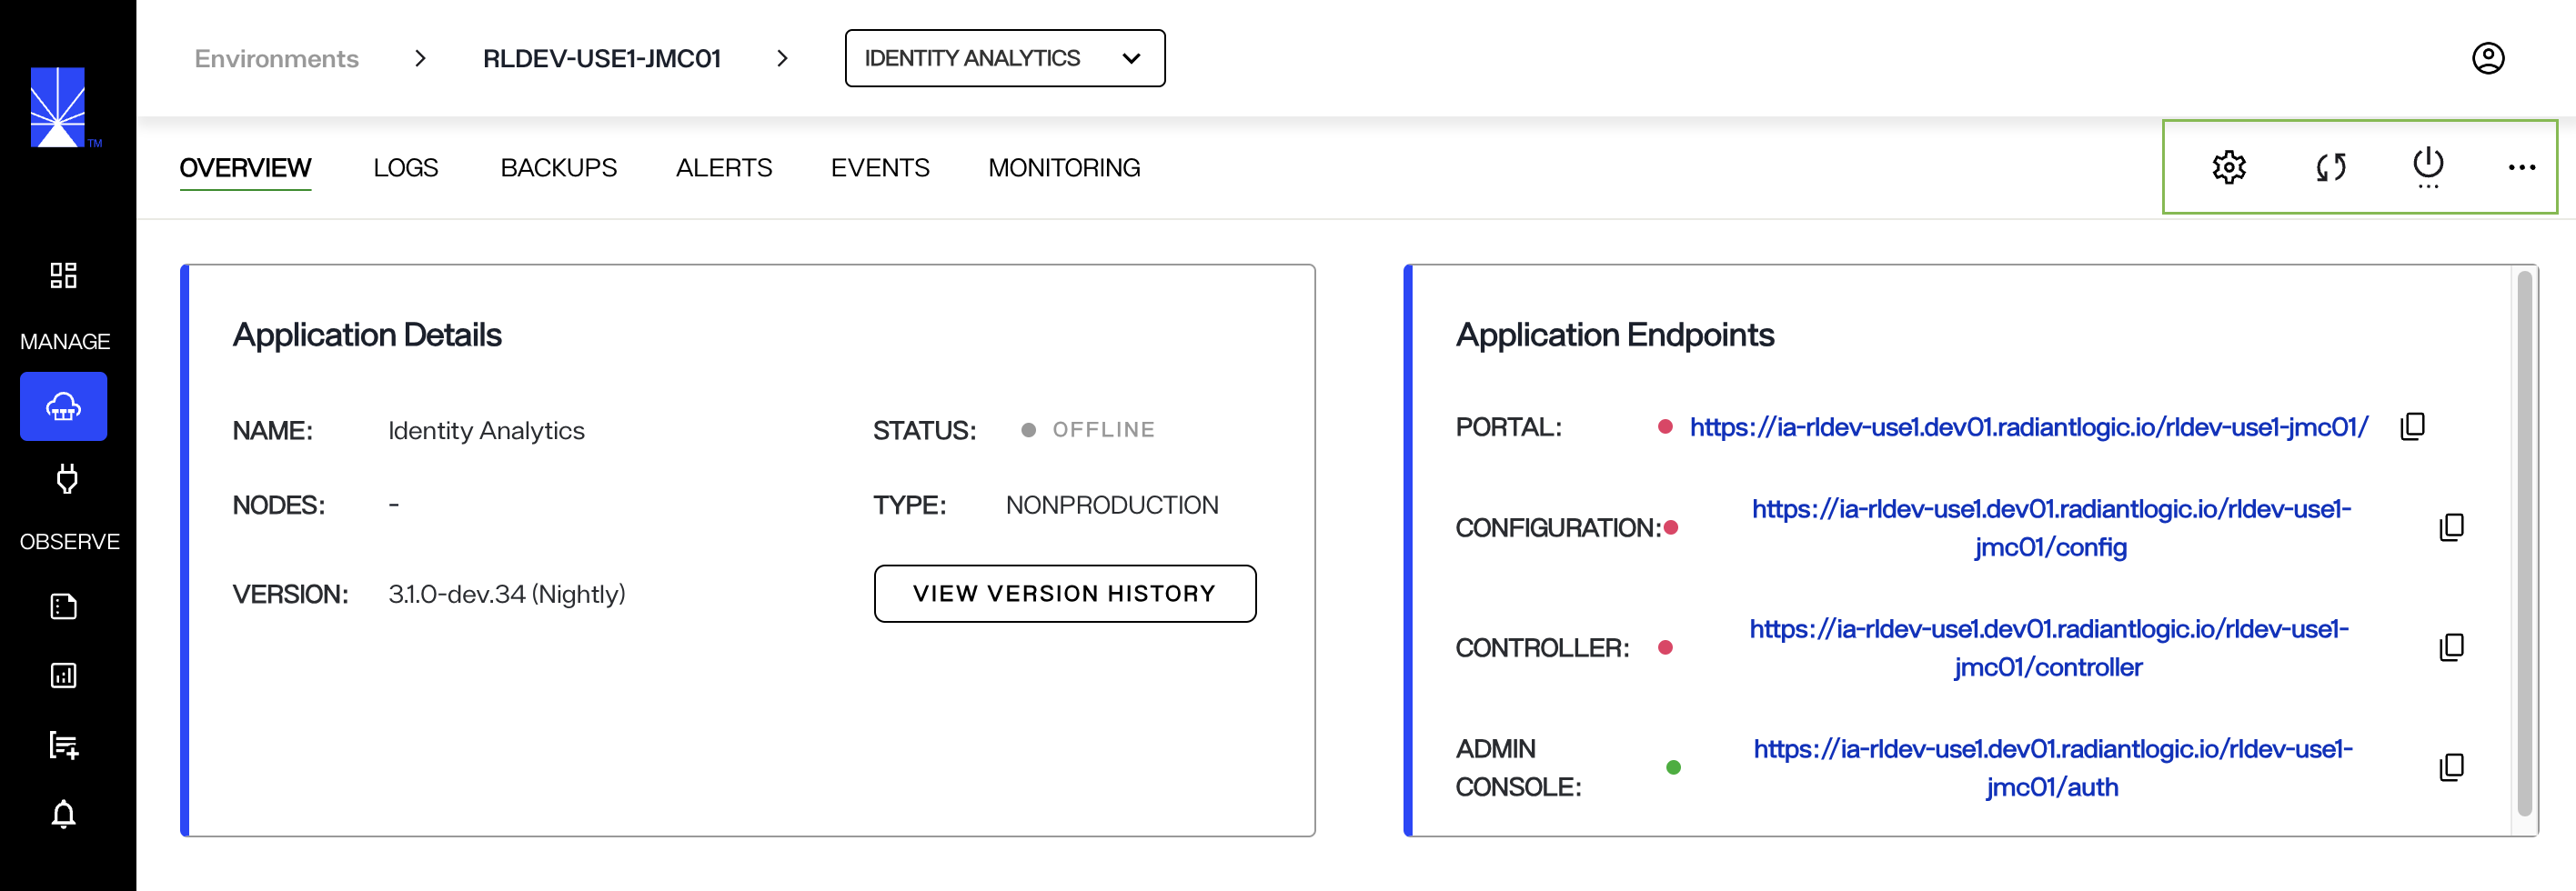 TM
Environments > RLDEV-USE1-JMC01 > IDENTITY ANALYTICS
OVERVIEW LOGS BACKUPS ALERTS EVENTS MONITORING
MANAGE
OBSERVE
Application Details
NAME: Identity Analytics
STATUS: OFFLINE
NODES: -
TYPE: NONPRODUCTION
VERSION: 3.1.0-dev.34 (Nightly)
VIEW VERSION HISTORY
Application Endpoints
PORTAL: https://ia-rldev-use1.dev01.radiantlogic.io/rldev-use1-jmc01/
CONFIGURATION: https://ia-rldev-use1.dev01.radiantlogic.io/rldev-use1-
jmc01/config
CONTROLLER: https://ia-rldev-use1.dev01.radiantlogic.io/rldev-use1-
jmc01/controller
ADMIN
CONSOLE: https://ia-rldev-use1.dev01.radiantlogic.io/rldev-use1-
jmc01/auth